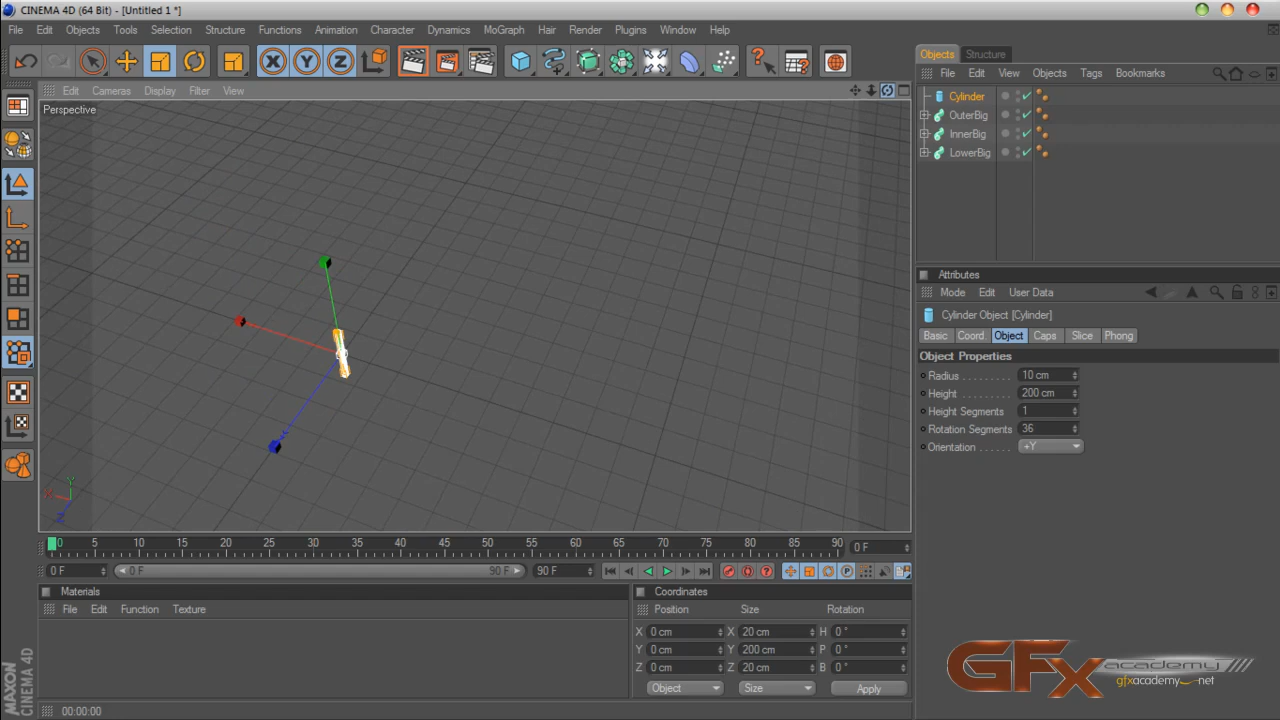 CINEMA 4D (64 Bit) - [Untitled 1 *]
File Edit Objects Tools Selection Structure Functions Animation Character Dynamics MoGraph Hair Render Plugins Window Help
X Y Z
Objects Structure
File Edit View Objects Tags Bookmarks
Edit Cameras Display Filter View
Perspective
Cylinder
OuterBig
InnerBig
LowerBig
Attributes
Mode Edit User Data
Cylinder Object [Cylinder]
Basic Coord. Object Caps Slice Phong
Object Properties
Radius . . . . . . . . . 10 cm
Height . . . . . . . . . 200 cm
Height Segments 1
Rotation Segments 36
Orientation . . . . . . +Y
Y
X
Z
0 5 10 15 20 25 30 35 40 45 50 55 60 65 70 75 80 85 90 0 F
0 F 0 F 90 F 90 F
Materials
File Edit Function Texture
Coordinates
Position Size Rotation
X 0 cm X 20 cm H 0 °
Y 0 cm Y 200 cm P 0 °
Z 0 cm Z 20 cm B 0 °
Object Size Apply
MAXON
CINEMA 4D
00:00:00
GFx academy
gfxacademy.net